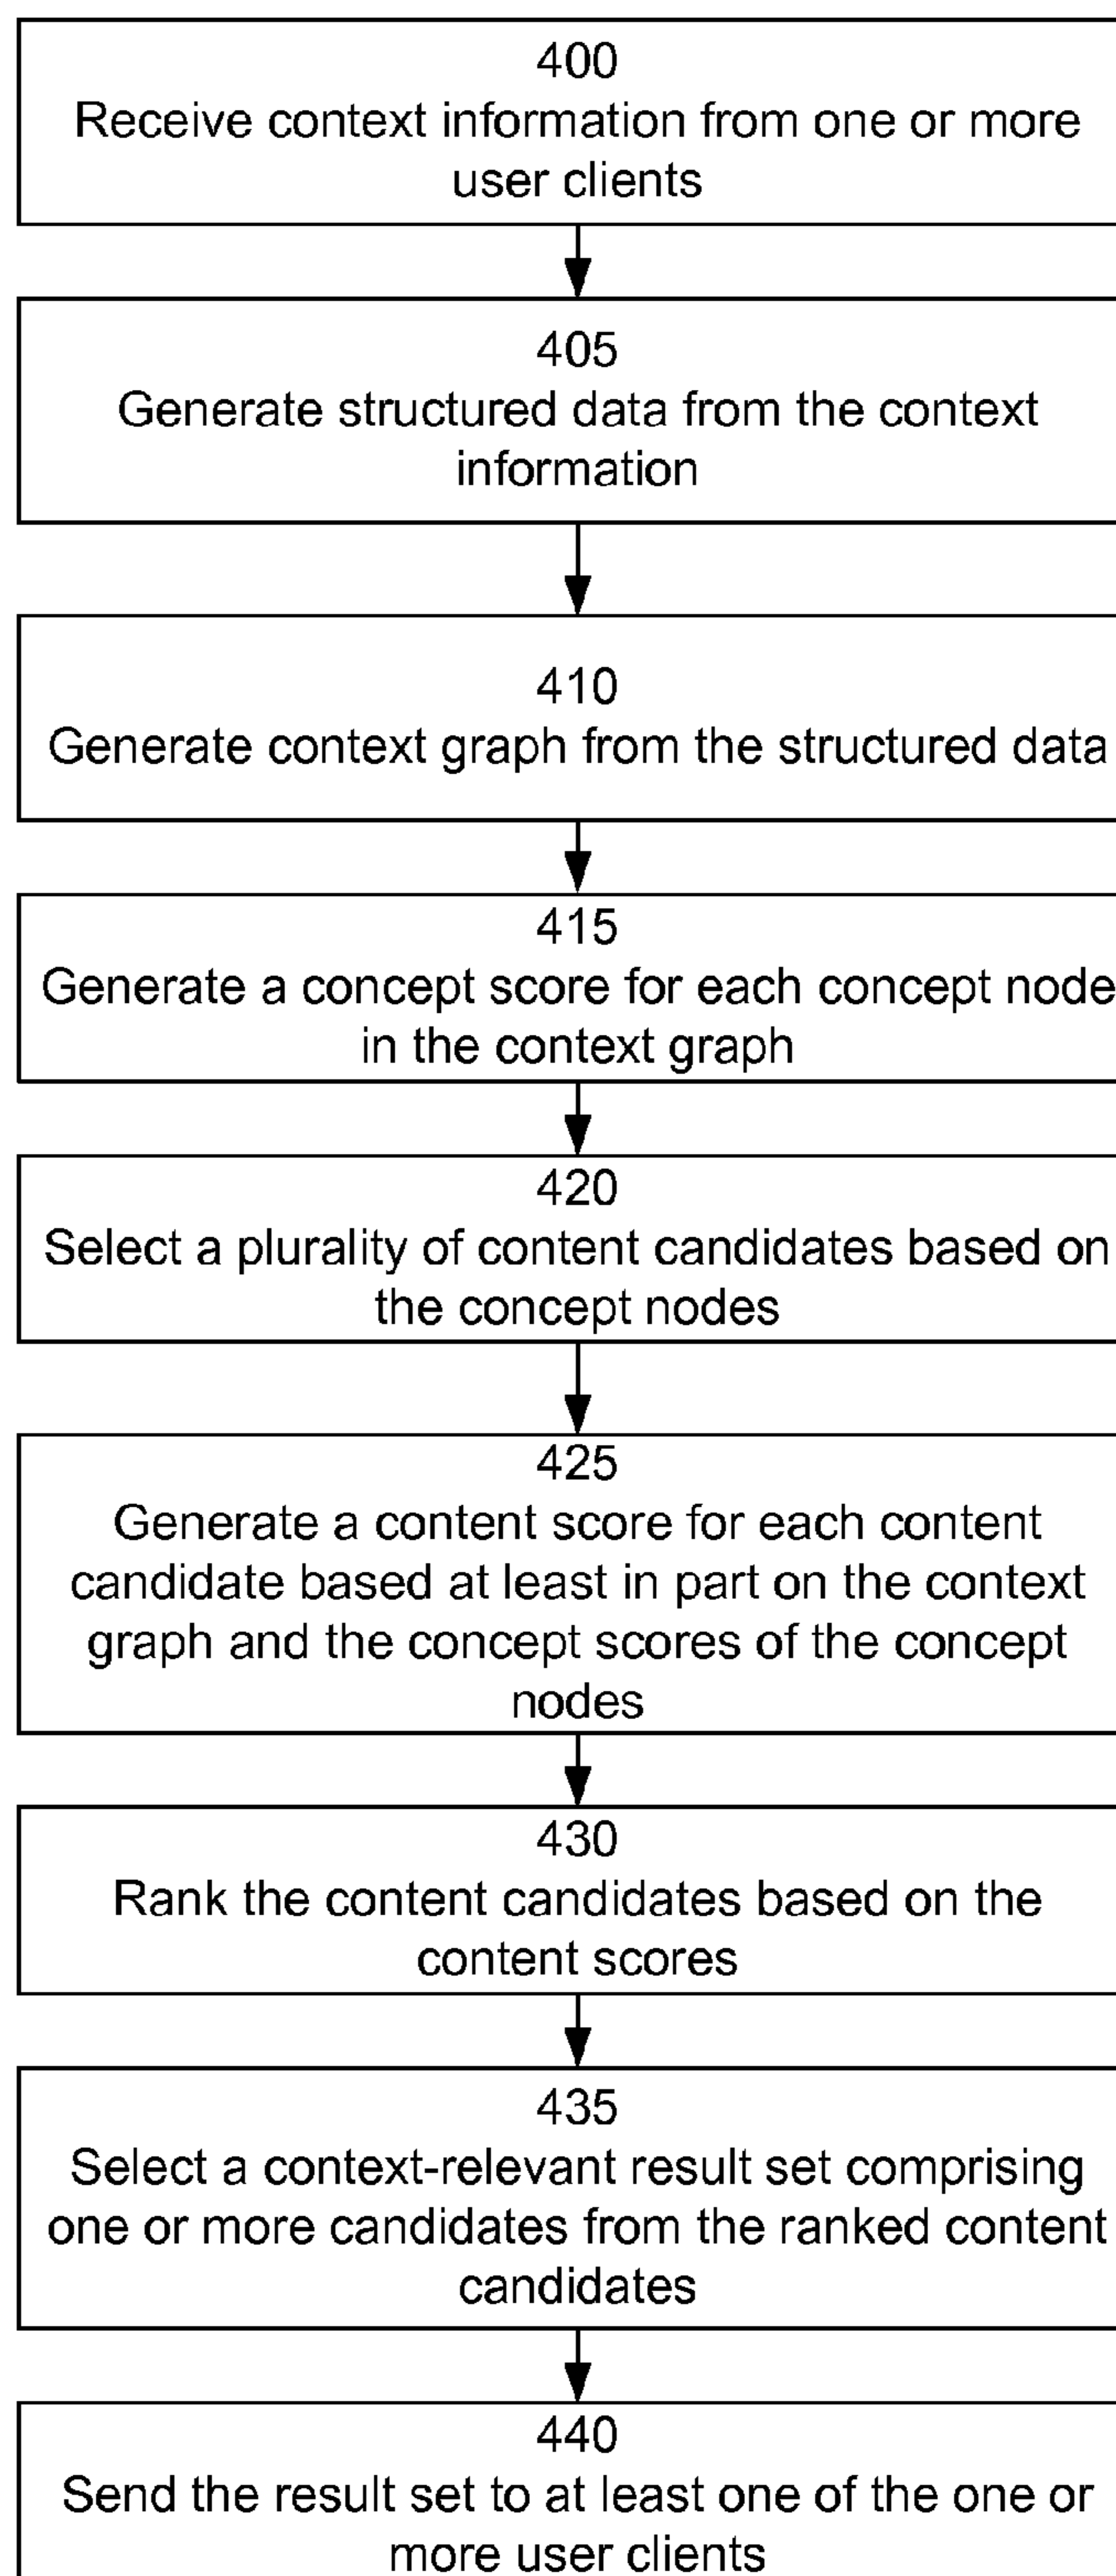 400
Receive context information from one or more
user clients
405
Generate structured data from the context
information
410
Generate context graph from the structured data
415
Generate a concept score for each concept node
in the context graph
420
Select a plurality of content candidates based on
the concept nodes
425
Generate a content score for each content
candidate based at least in part on the context
graph and the concept scores of the concept
nodes
430
Rank the content candidates based on the
content scores
435
Select a context-relevant result set comprising
one or more candidates from the ranked content
candidates
440
Send the result set to at least one of the one or
more user clients